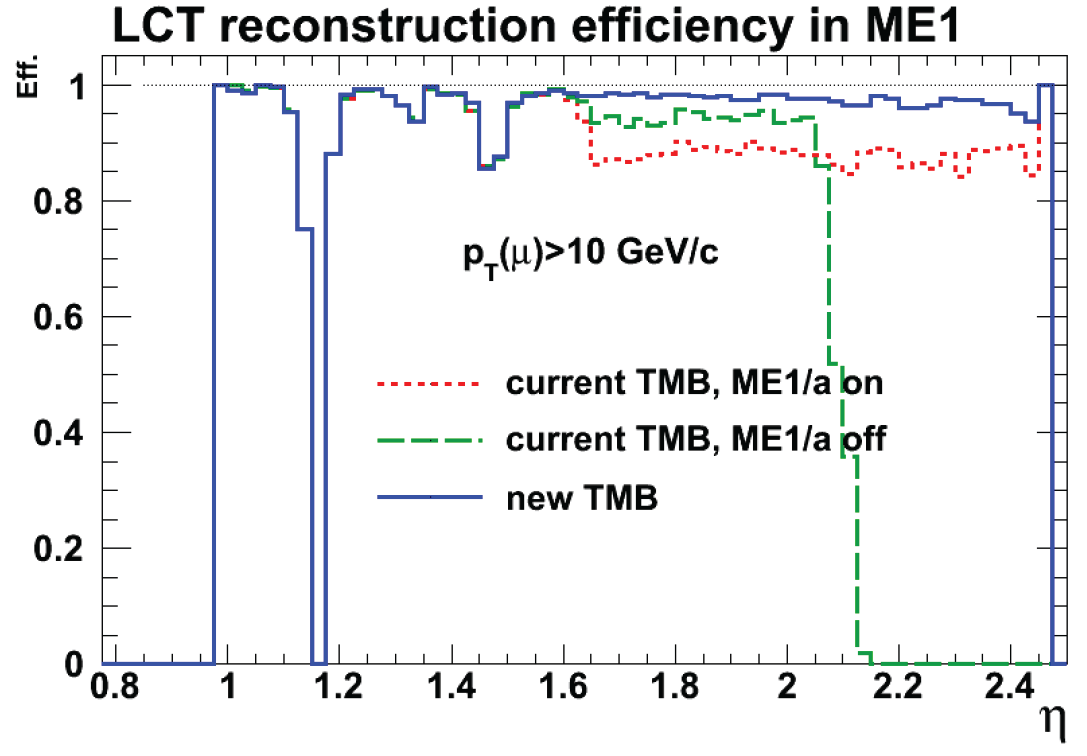 LCT reconstruction efficiency in ME1
Eff.
1
0.8
0.6
0.4
0.2
0
p_T(μ)>10 GeV/c
current TMB, ME1/a on
current TMB, ME1/a off
new TMB
0.8 1 1.2 1.4 1.6 1.8 2 2.2 2.4
η